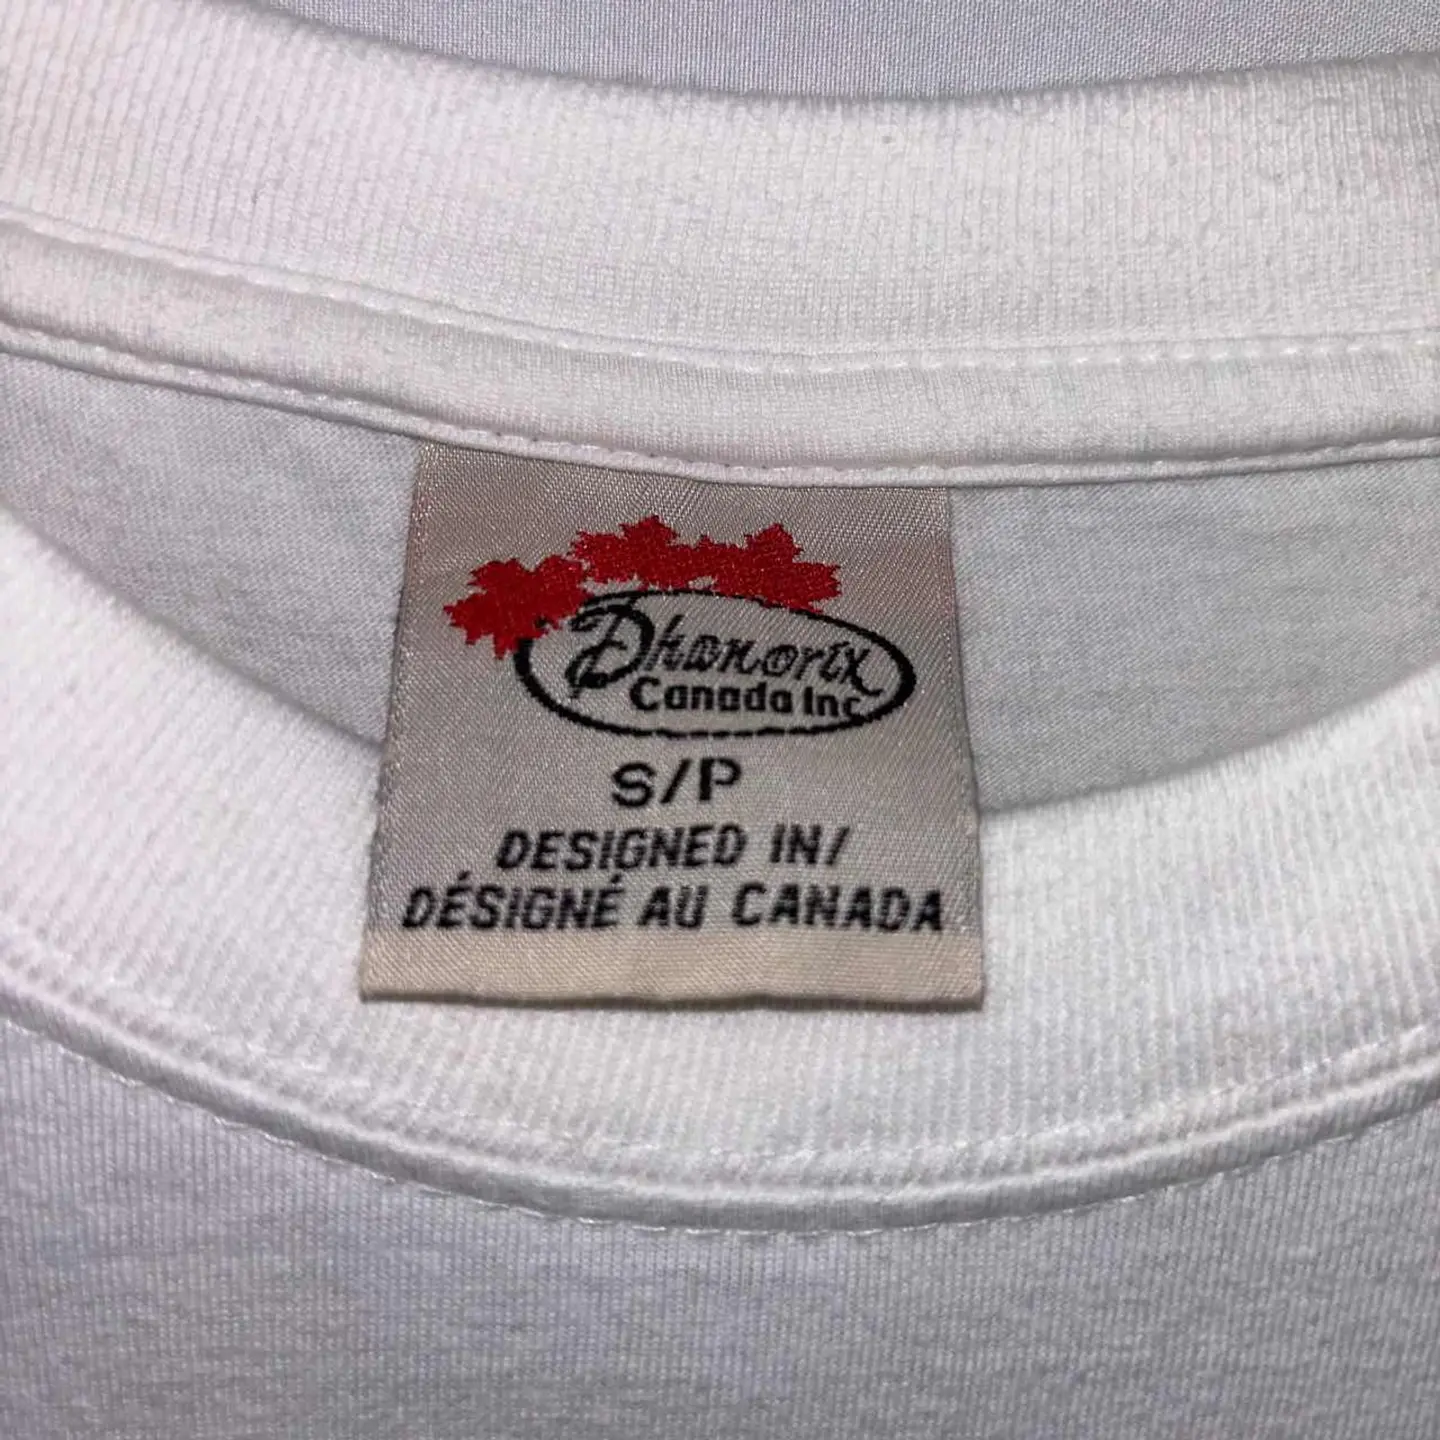 Dhanorix
Canada Inc
S/P
DESIGNED IN/
DÉSIGNÉ AU CANADA